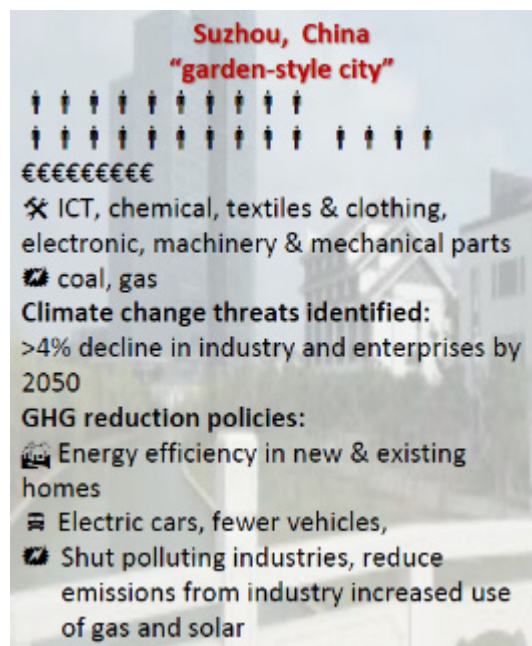 Suzhou, China
“garden-style city”
€€€€€€€€€
ICT, chemical, textiles & clothing,
electronic, machinery & mechanical parts
coal, gas
Climate change threats identified:
>4% decline in industry and enterprises by
2050
GHG reduction policies:
Energy efficiency in new & existing
homes
Electric cars, fewer vehicles,
Shut polluting industries, reduce
emissions from industry increased use
of gas and solar